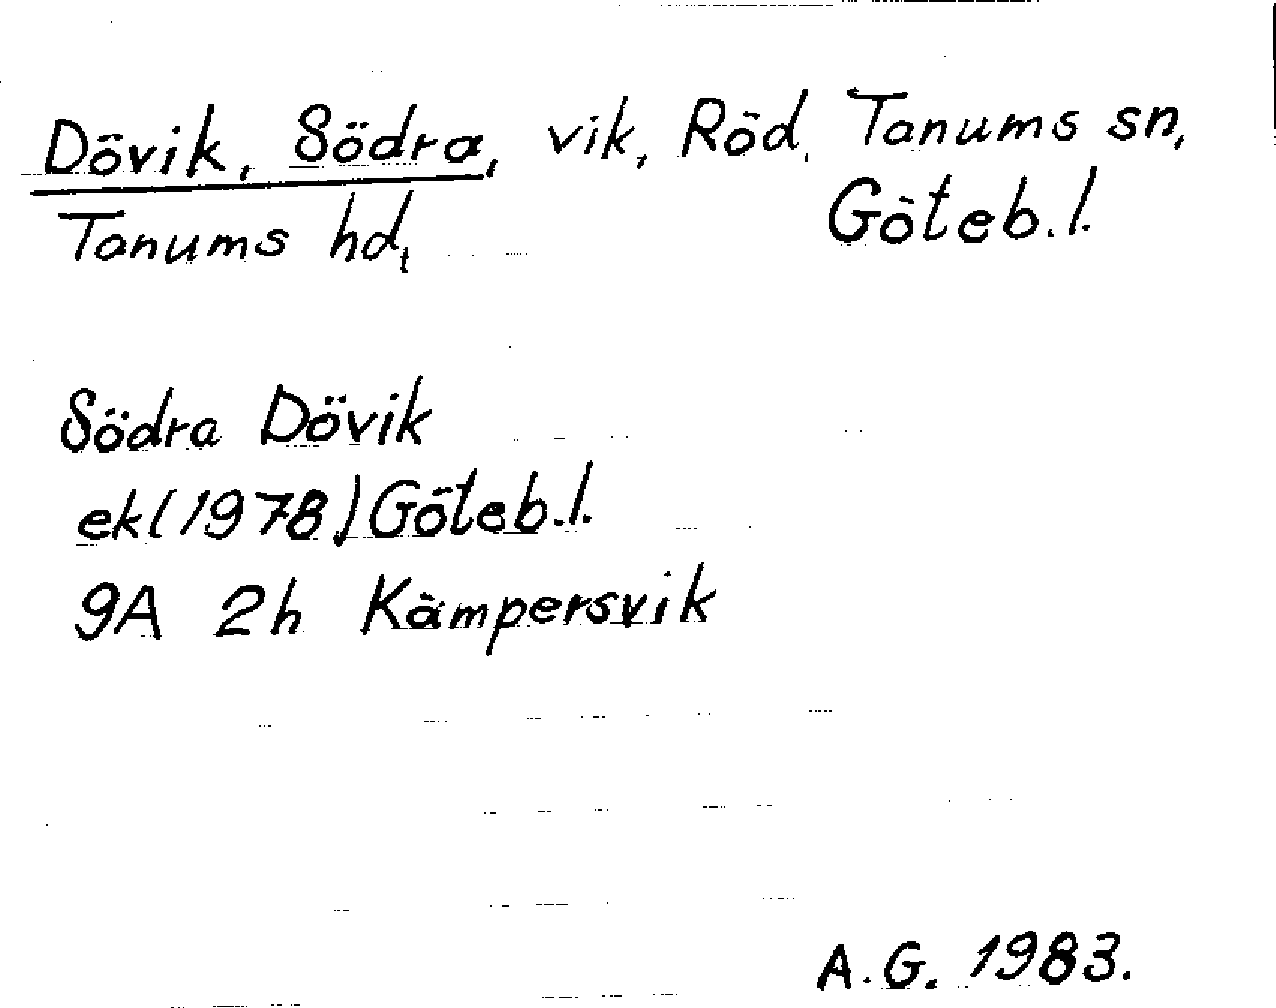 Dövik, Södra, vik, Röd, Tanums sn,
Tanums hd, Göteb.l.
Södra Dövik
ek(1978)Göteb.l.
9A 2h Kämpersvik
A.G. 1983.